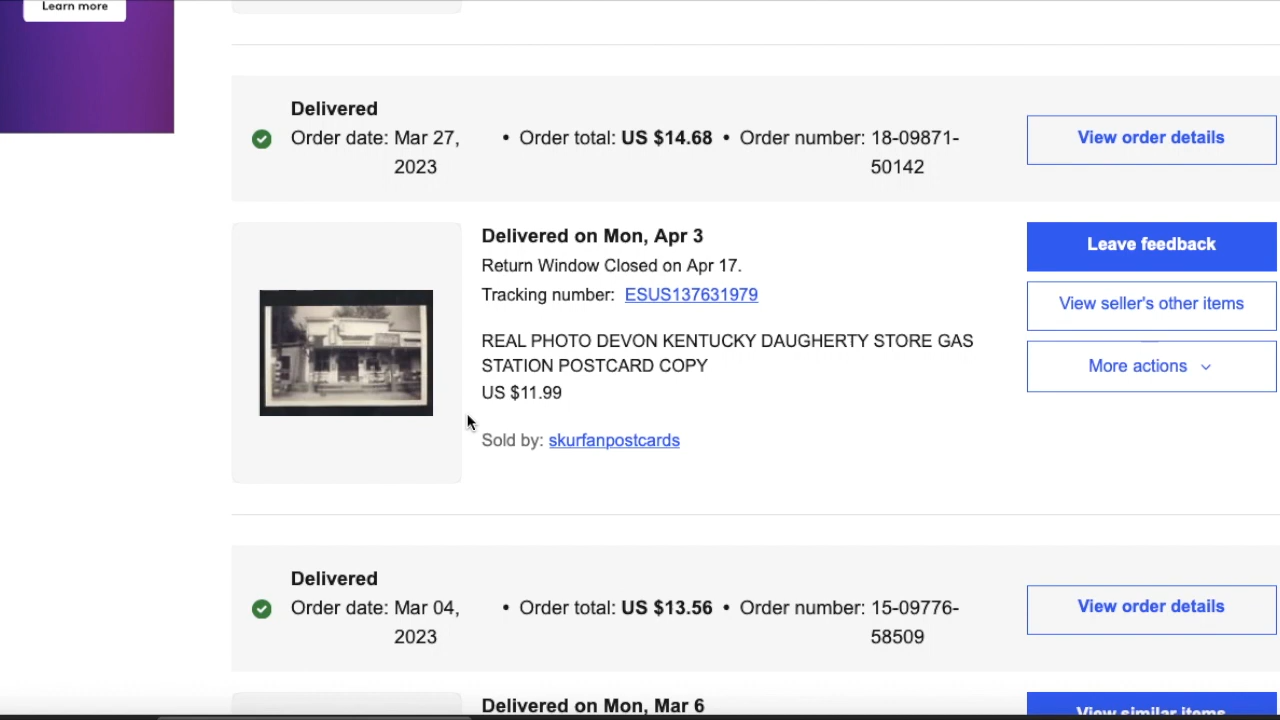 Learn more
Delivered
Order date: Mar 27, 2023 • Order total: US $14.68 • Order number: 18-09871-50142
View order details
Delivered on Mon, Apr 3
Return Window Closed on Apr 17.
Tracking number: ESUS137631979
REAL PHOTO DEVON KENTUCKY DAUGHERTY STORE GAS
STATION POSTCARD COPY
US $11.99
Sold by: skurfanpostcards
Leave feedback
View seller's other items
More actions
Delivered
Order date: Mar 04, 2023 • Order total: US $13.56 • Order number: 15-09776-58509
View order details
Delivered on Mon, Mar 6
View similar items